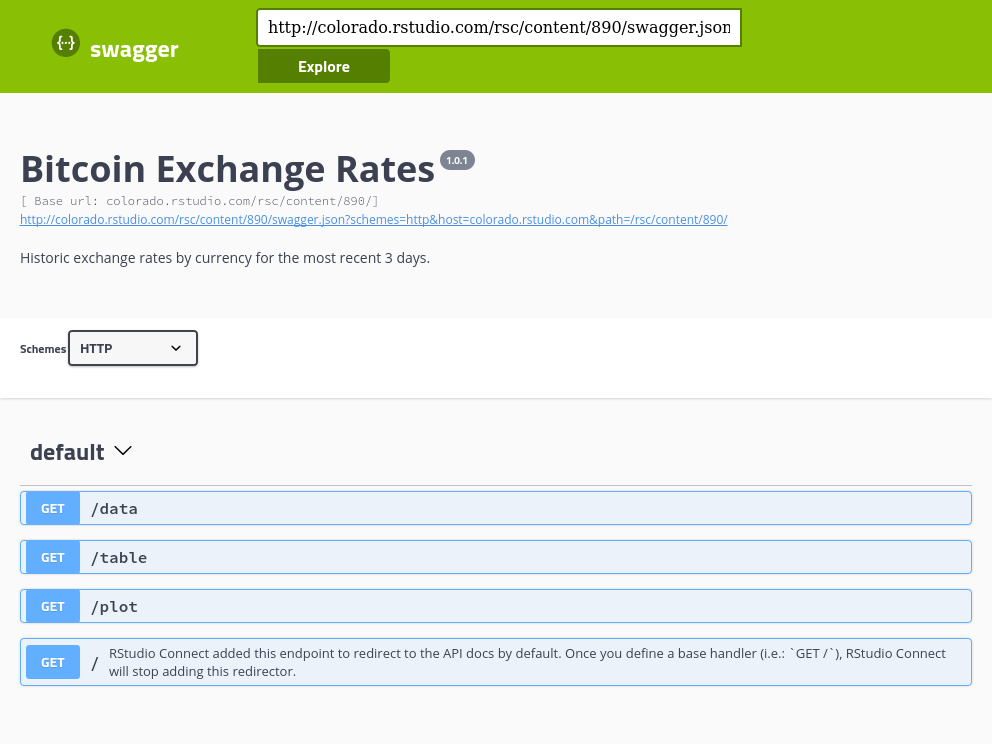 {···} swagger
http://colorado.rstudio.com/rsc/content/890/swagger.json
Explore
Bitcoin Exchange Rates 1.0.1
[ Base url: colorado.rstudio.com/rsc/content/890/]
http://colorado.rstudio.com/rsc/content/890/swagger.json?schemes=http&host=colorado.rstudio.com&path=/rsc/content/890/
Historic exchange rates by currency for the most recent 3 days.
Schemes HTTP
default
GET /data
GET /table
GET /plot
GET / RStudio Connect added this endpoint to redirect to the API docs by default. Once you define a base handler (i.e.: `GET /`), RStudio Connect
will stop adding this redirector.